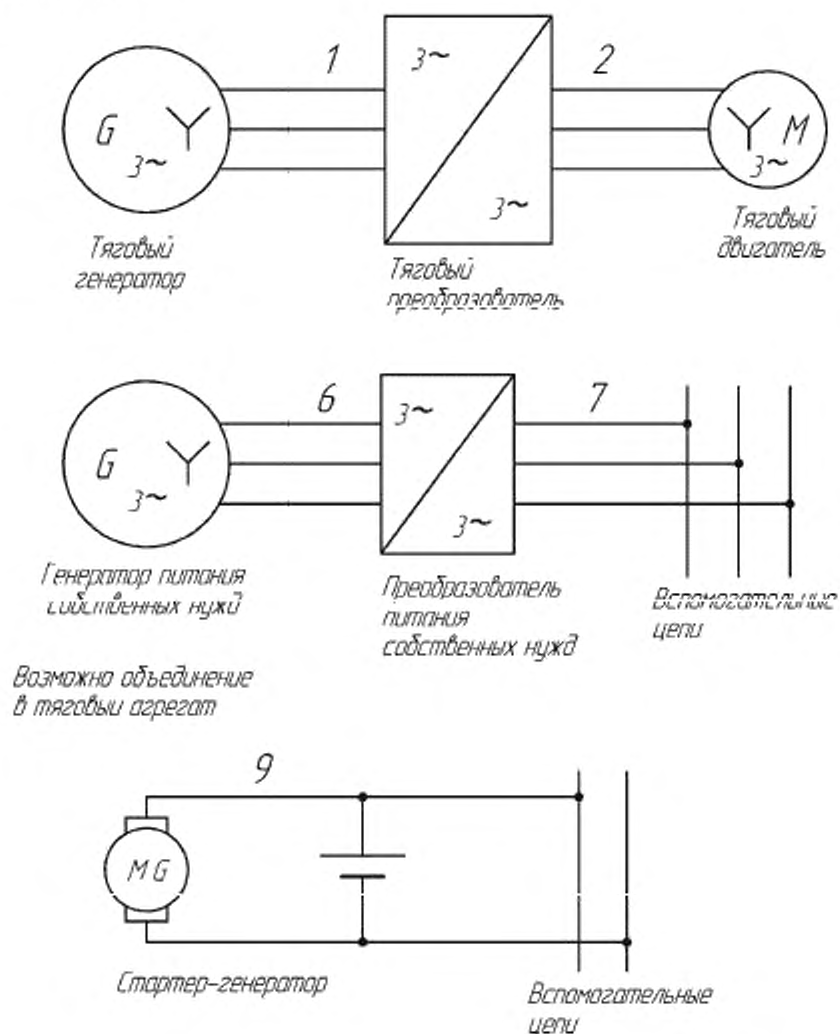 1
2
3~
G 3~
3~
M 3~
Тяговый
генератор
Тяговый
преобразователь
Тяговый
двигатель
6
7
3~
G 3~
3~
Генератор питания
собственных нужд
Преобразователь
питания
собственных нужд
Вспомогательные
цепи
Возможно объединение
в тяговый агрегат
9
M G
Стартер-генератор
Вспомогательные
цепи